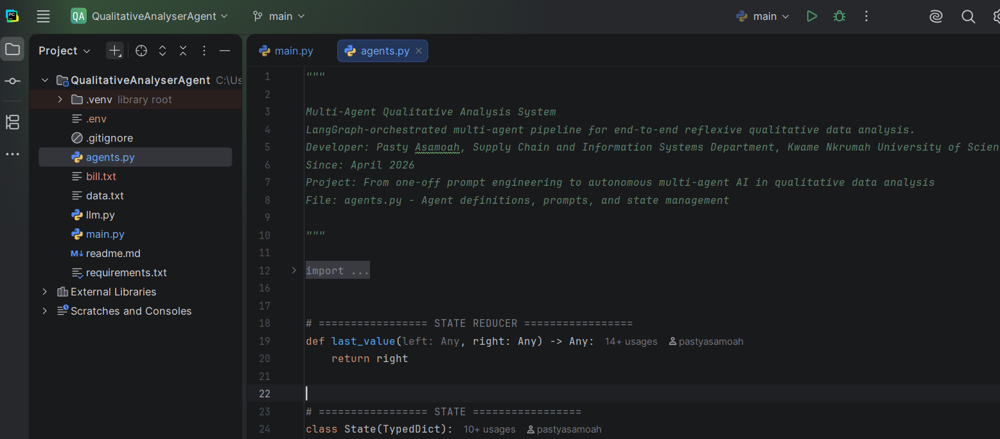 PC
QA QualitativeAnalyserAgent
main
main
Project
QualitativeAnalyserAgent C:\Us
.venv library root
.env
.gitignore
agents.py
bill.txt
data.txt
llm.py
main.py
M↓ readme.md
requirements.txt
External Libraries
Scratches and Consoles
main.py agents.py
1 """
2
3 Multi-Agent Qualitative Analysis System
4 LangGraph-orchestrated multi-agent pipeline for end-to-end reflexive qualitative data analysis.
5 Developer: Pasty Asamoah, Supply Chain and Information Systems Department, Kwame Nkrumah University of Scien
6 Since: April 2026
7 Project: From one-off prompt engineering to autonomous multi-agent AI in qualitative data analysis
8 File: agents.py - Agent definitions, prompts, and state management
9
10 """
11
12 import ...
16
17
18 # ================= STATE REDUCER =================
19 def last_value(left: Any, right: Any) -> Any: 14+ usages pastyasamoah
20 return right
21
22
23 # ================= STATE =================
24 class State(TypedDict): 10+ usages pastyasamoah